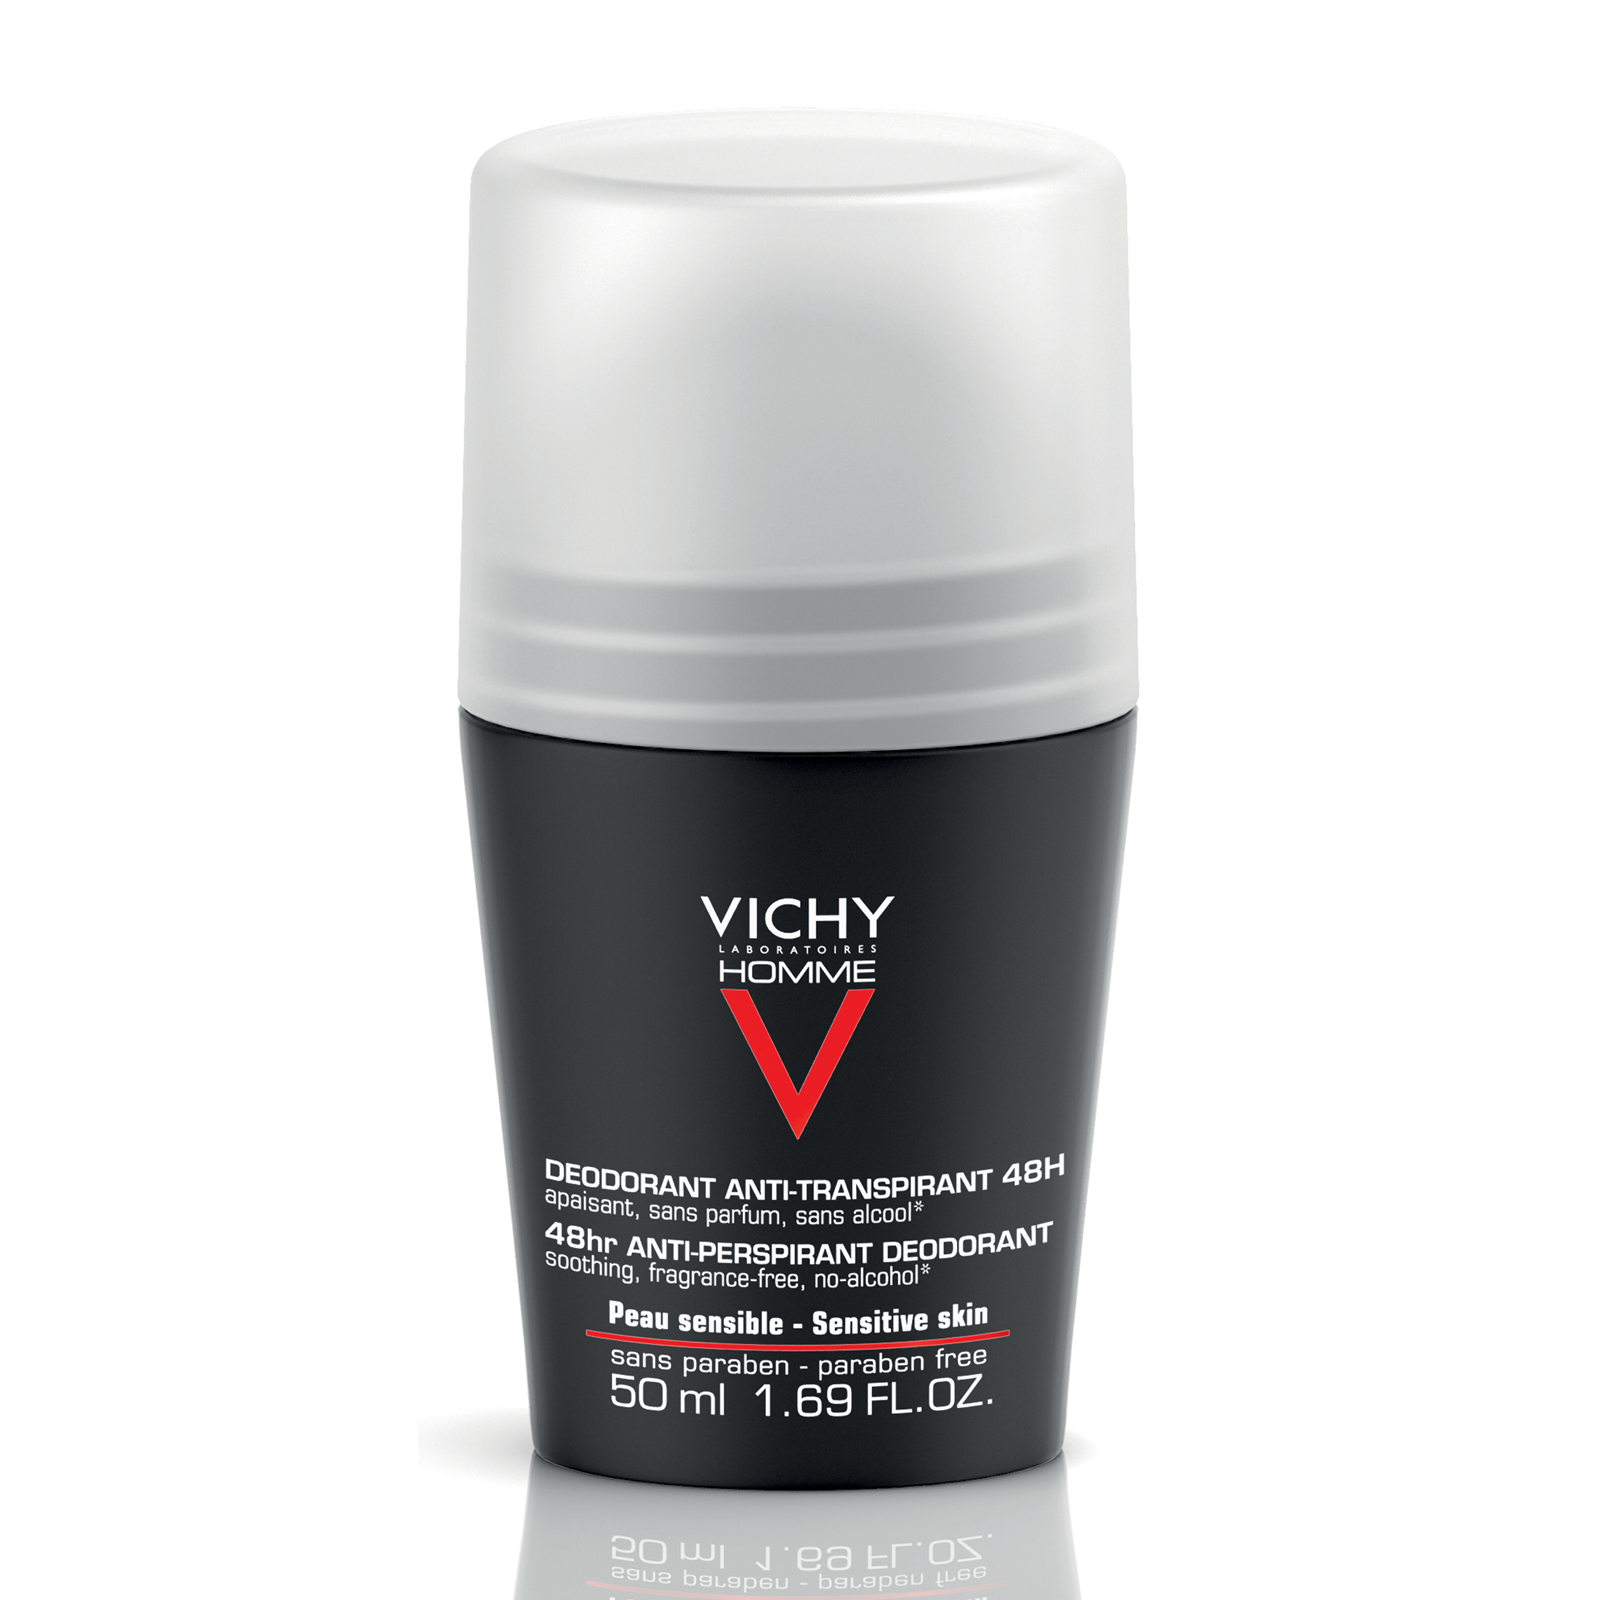 VICHY
LABORATOIRES
HOMME
V
DEODORANT ANTI-TRANSPIRANT 48H
apaisant, sans parfum, sans alcool*
48hr ANTI-PERSPIRANT DEODORANT
soothing, fragrance-free, no-alcohol*
Peau sensible - Sensitive skin
sans paraben - paraben free
50 ml 1.69 FL.OZ.